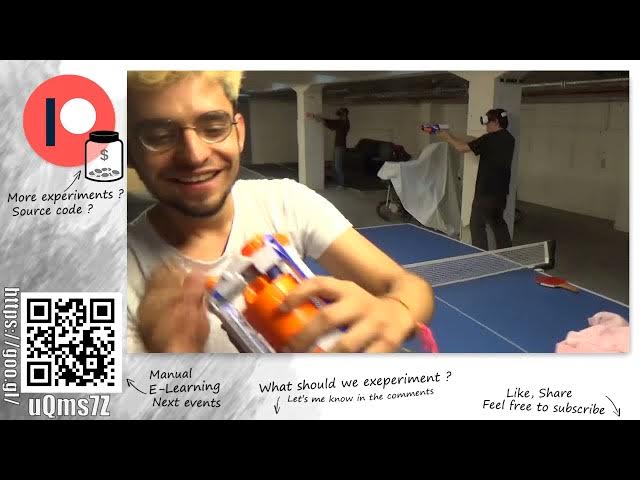 $
More experiments ?
Source code ?
https://goo.gl/
uQms7Z
Manual
E-Learning
Next events
What should we exeperiment ?
Let's me know in the comments
Like, Share
Feel free to subscribe